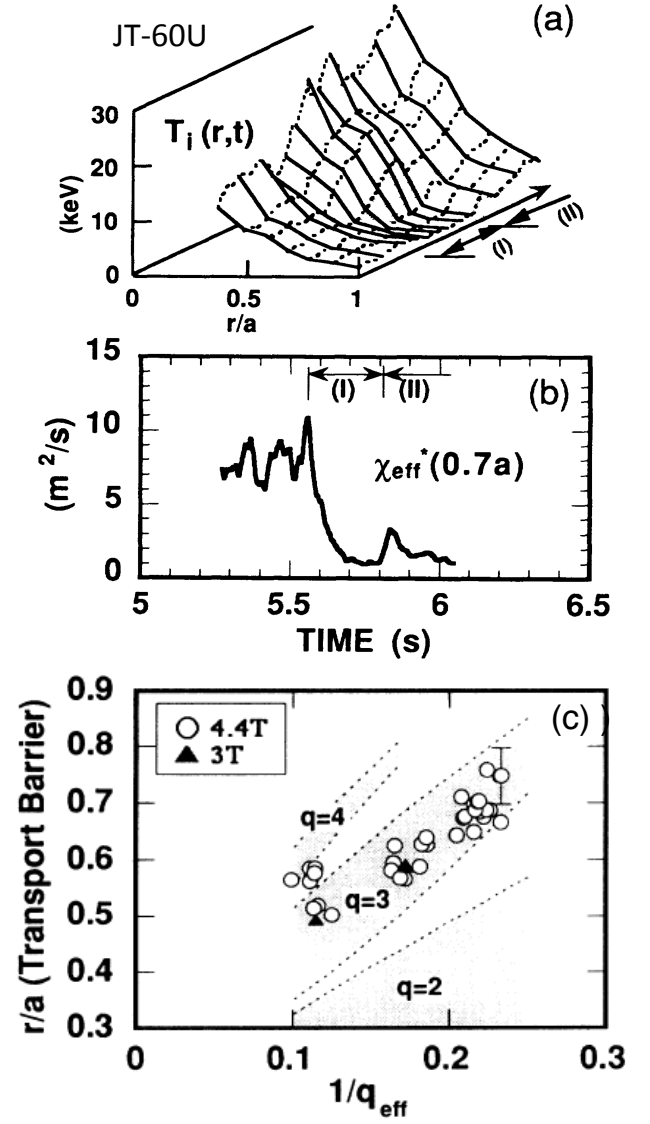 (a)
JT-60U
30
T_i (r,t)
20
(keV)
10
0
(I)
(II)
0
0.5
1
r/a
15
(I)
(II)
(b)
10
(m²/s)
χeff*(0.7a)
5
0
5
5.5
6
6.5
TIME (s)
0.9
4.4T
3T
(c)
0.8
r/a (Transport Barrier)
0.7
q=4
0.6
q=3
0.5
0.4
q=2
0.3
0
0.1
0.2
0.3
1/q_eff